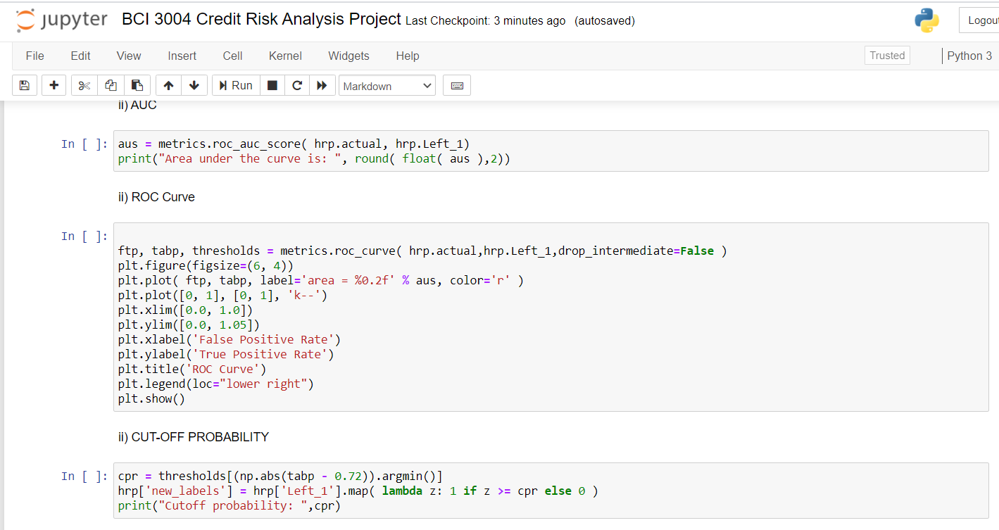 jupyter BCI 3004 Credit Risk Analysis Project Last Checkpoint: 3 minutes ago (autosaved) Logout
File Edit View Insert Cell Kernel Widgets Help Trusted Python 3
Run Markdown
ii) AUC
In [ ]: aus = metrics.roc_auc_score( hrp.actual, hrp.Left_1)
print("Area under the curve is: ", round( float( aus ),2))
ii) ROC Curve
In [ ]:
ftp, tabp, thresholds = metrics.roc_curve( hrp.actual,hrp.Left_1,drop_intermediate=False )
plt.figure(figsize=(6, 4))
plt.plot( ftp, tabp, label='area = %0.2f' % aus, color='r' )
plt.plot([0, 1], [0, 1], 'k--')
plt.xlim([0.0, 1.0])
plt.ylim([0.0, 1.05])
plt.xlabel('False Positive Rate')
plt.ylabel('True Positive Rate')
plt.title('ROC Curve')
plt.legend(loc="lower right")
plt.show()
ii) CUT-OFF PROBABILITY
In [ ]: cpr = thresholds[(np.abs(tabp - 0.72)).argmin()]
hrp['new_labels'] = hrp['Left_1'].map( lambda z: 1 if z >= cpr else 0 )
print("Cutoff probability: ",cpr)